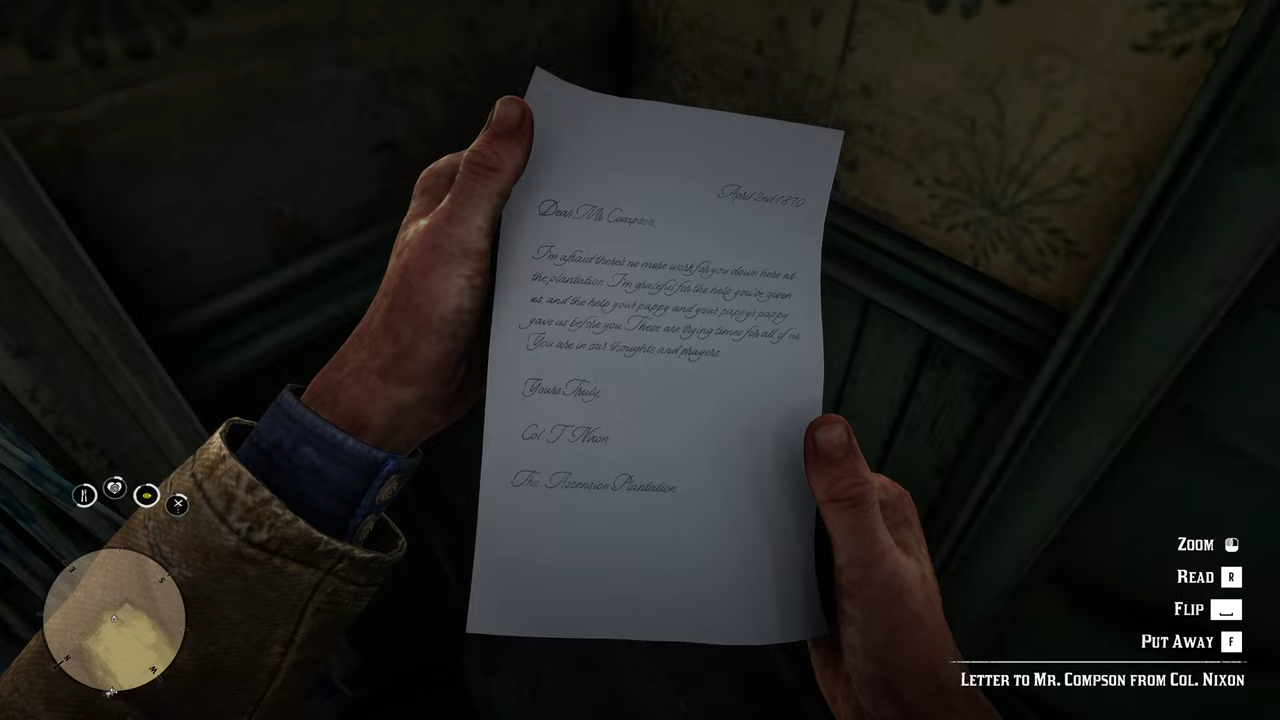 April 2nd 1870
Dear Mr Compson,
I'm afraid there's no more work for you down here at
the plantation. I'm grateful for the help you've given
us, and the help your pappy and your pappy's pappy
gave us before you. These are trying times for all of us.
You are in our thoughts and prayers.
Yours Truly,
Col. T Nixon
The Ascension Plantation.
ZOOM
READ R
FLIP
PUT AWAY F
LETTER TO MR. COMPSON FROM COL. NIXON